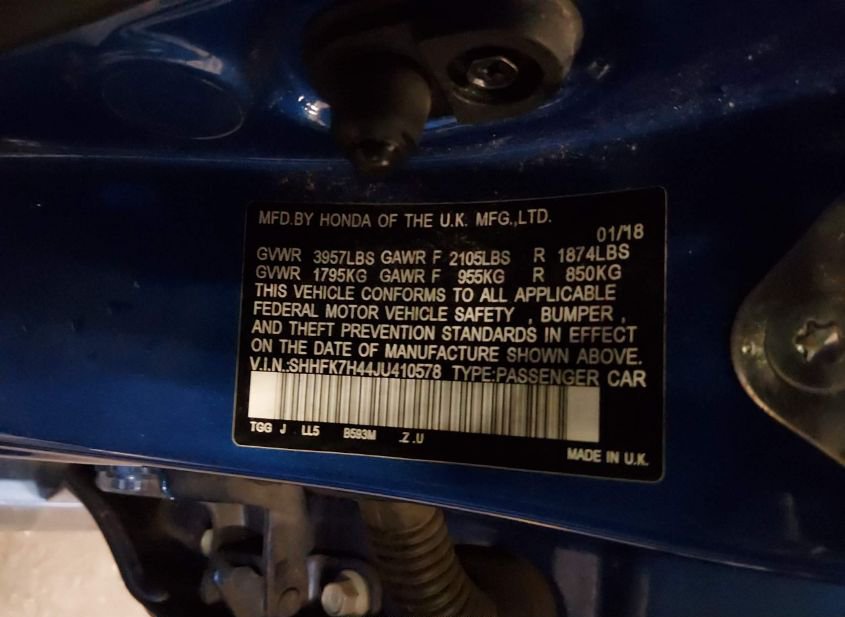 MFD.BY HONDA OF THE U.K. MFG.,LTD.
01/18
GVWR 3957LBS GAWR F 2105LBS R 1874LBS
GVWR 1795KG GAWR F 955KG R 850KG
THIS VEHICLE CONFORMS TO ALL APPLICABLE
FEDERAL MOTOR VEHICLE SAFETY , BUMPER ,
AND THEFT PREVENTION STANDARDS IN EFFECT
ON THE DATE OF MANUFACTURE SHOWN ABOVE.
V.I.N.:SHHFK7H44JU410578 TYPE:PASSENGER CAR
TGG J LL5 B593M .Z.U
MADE IN U.K.